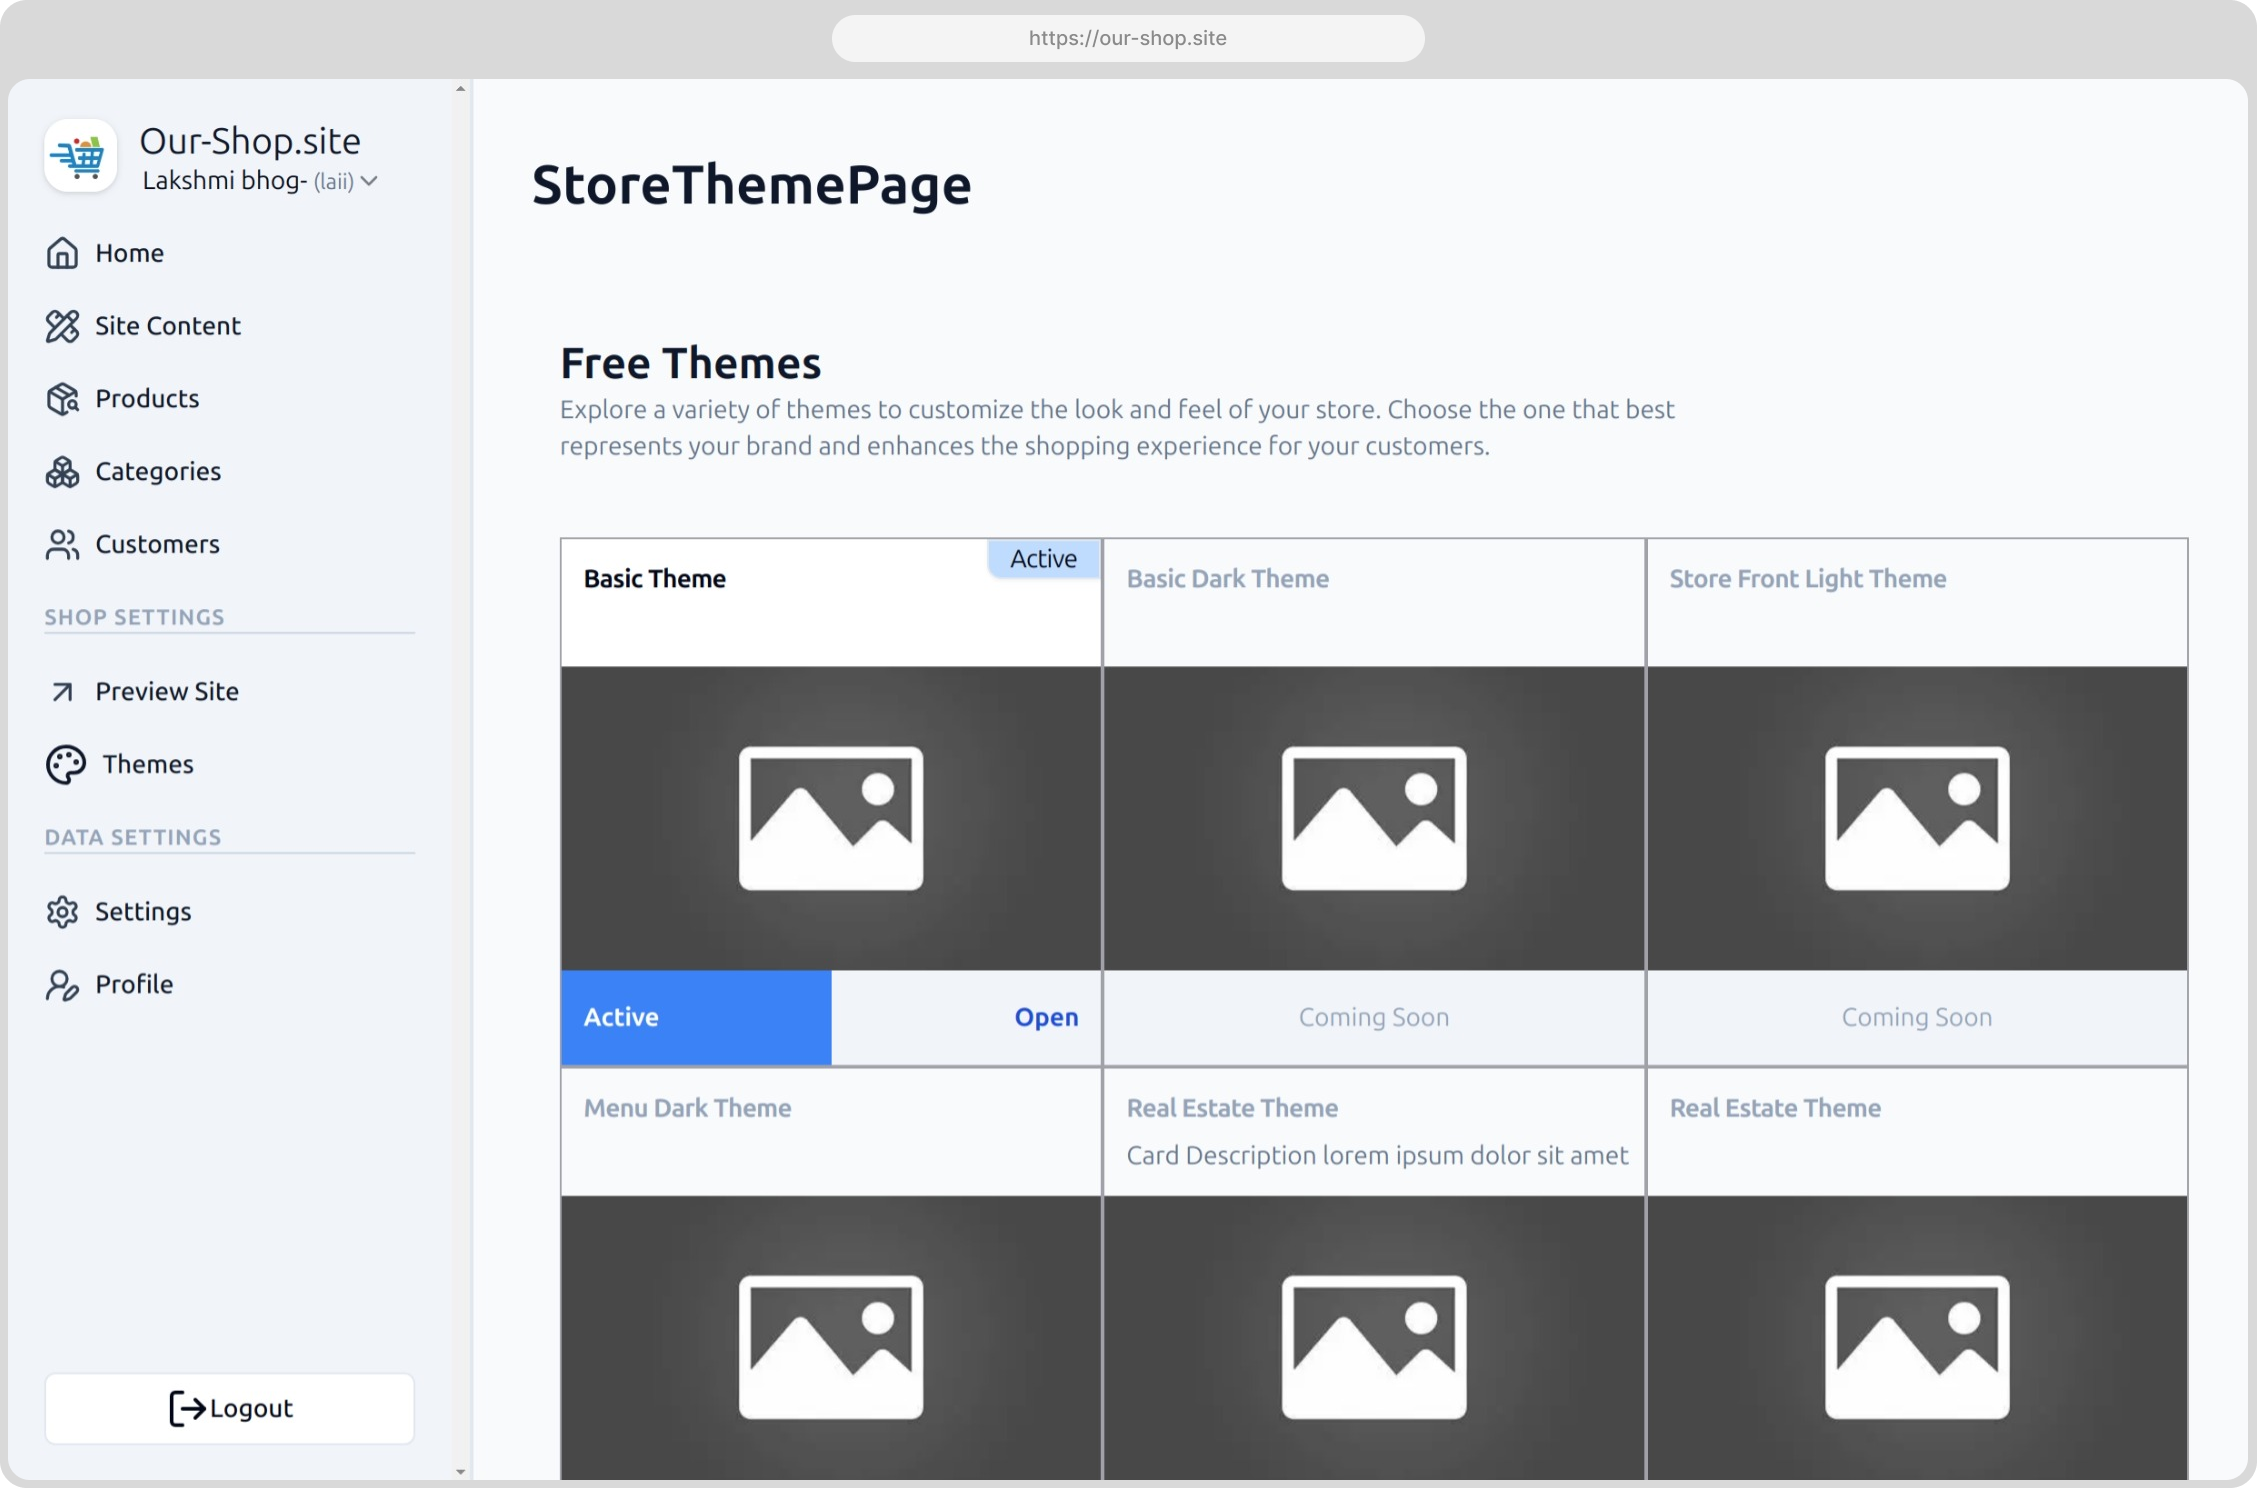 https://our-shop.site
Our-Shop.site
Lakshmi bhog- (laii)
Home
Site Content
Products
Categories
Customers
SHOP SETTINGS
Preview Site
Themes
DATA SETTINGS
Settings
Profile
Logout
StoreThemePage
Free Themes
Explore a variety of themes to customize the look and feel of your store. Choose the one that best
represents your brand and enhances the shopping experience for your customers.
Basic Theme
Active
Active
Open
Basic Dark Theme
Coming Soon
Store Front Light Theme
Coming Soon
Menu Dark Theme
Real Estate Theme
Card Description lorem ipsum dolor sit amet
Real Estate Theme